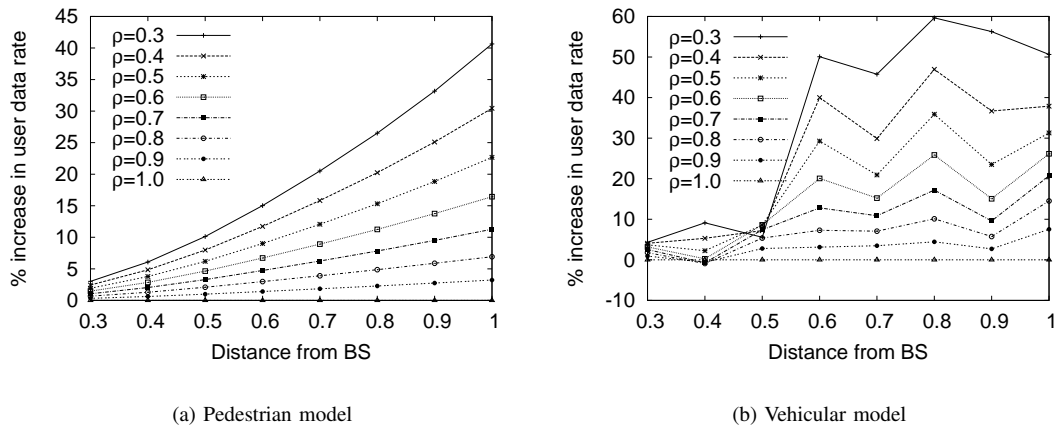 % increase in user data rate
45
40
35
30
25
20
15
10
5
0
ρ=0.3
ρ=0.4
ρ=0.5
ρ=0.6
ρ=0.7
ρ=0.8
ρ=0.9
ρ=1.0
0.3 0.4 0.5 0.6 0.7 0.8 0.9 1
Distance from BS
(a) Pedestrian model
% increase in user data rate
60
50
40
30
20
10
0
-10
ρ=0.3
ρ=0.4
ρ=0.5
ρ=0.6
ρ=0.7
ρ=0.8
ρ=0.9
ρ=1.0
0.3 0.4 0.5 0.6 0.7 0.8 0.9 1
Distance from BS
(b) Vehicular model